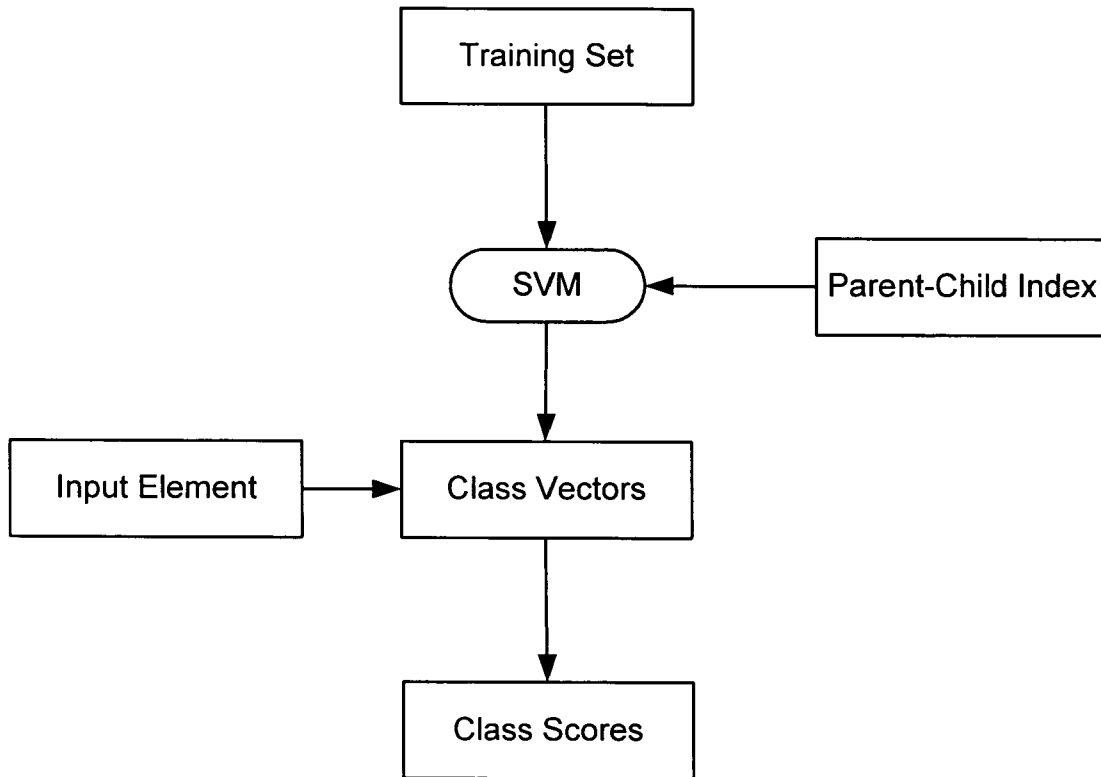 Training Set
SVM
Parent-Child Index
Input Element
Class Vectors
Class Scores